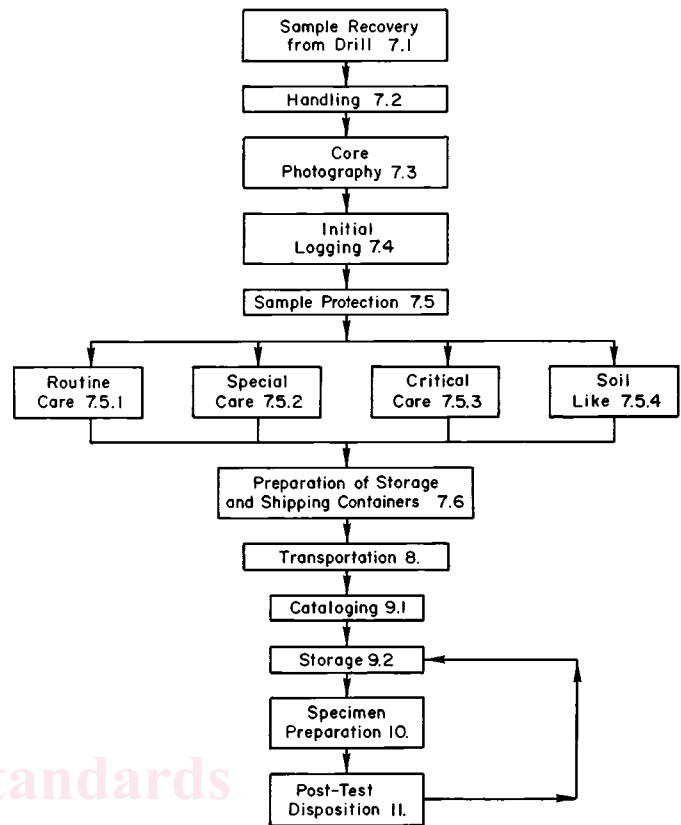 Sample Recovery
from Drill 7.1
Handling 7.2
Core
Photography 7.3
Initial
Logging 7.4
Sample Protection 7.5
Routine
Care 7.5.1
Special
Care 7.5.2
Critical
Care 7.5.3
Soil
Like 7.5.4
Preparation of Storage
and Shipping Containers 7.6
Transportation 8.
Cataloging 9.1
Storage 9.2
Specimen
Preparation 10.
Post-Test
Disposition 11.
tandards